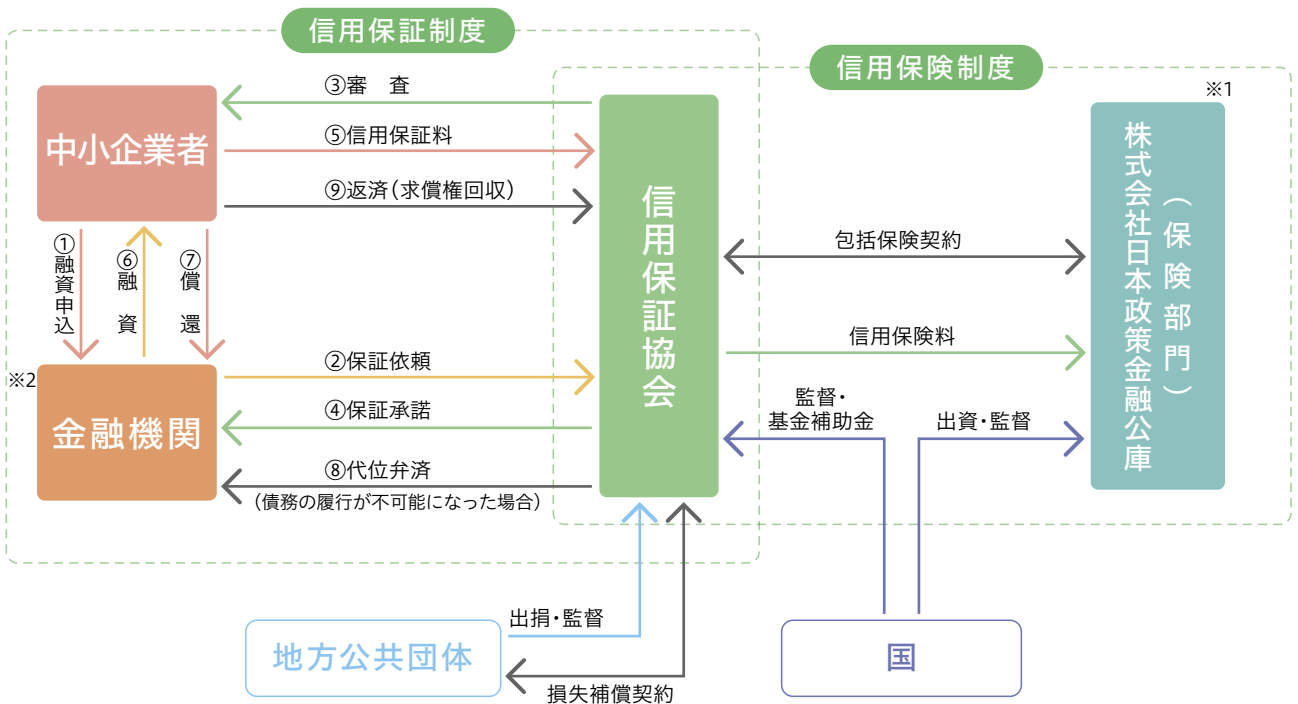 信用保証制度
信用保険制度
※1
③審　査
中小企業者
⑤信用保証料
⑨返済(求償権回収)
信用保証協会
株式会社日本政策金融公庫
(保険部門)
包括保険契約
①融資申込
⑥融　資
⑦償　還
信用保険料
※2
②保証依頼
金融機関
④保証承諾
監督・
基金補助金
出資・監督
⑧代位弁済
(債務の履行が不可能になった場合)
出捐・監督
地方公共団体
国
損失補償契約